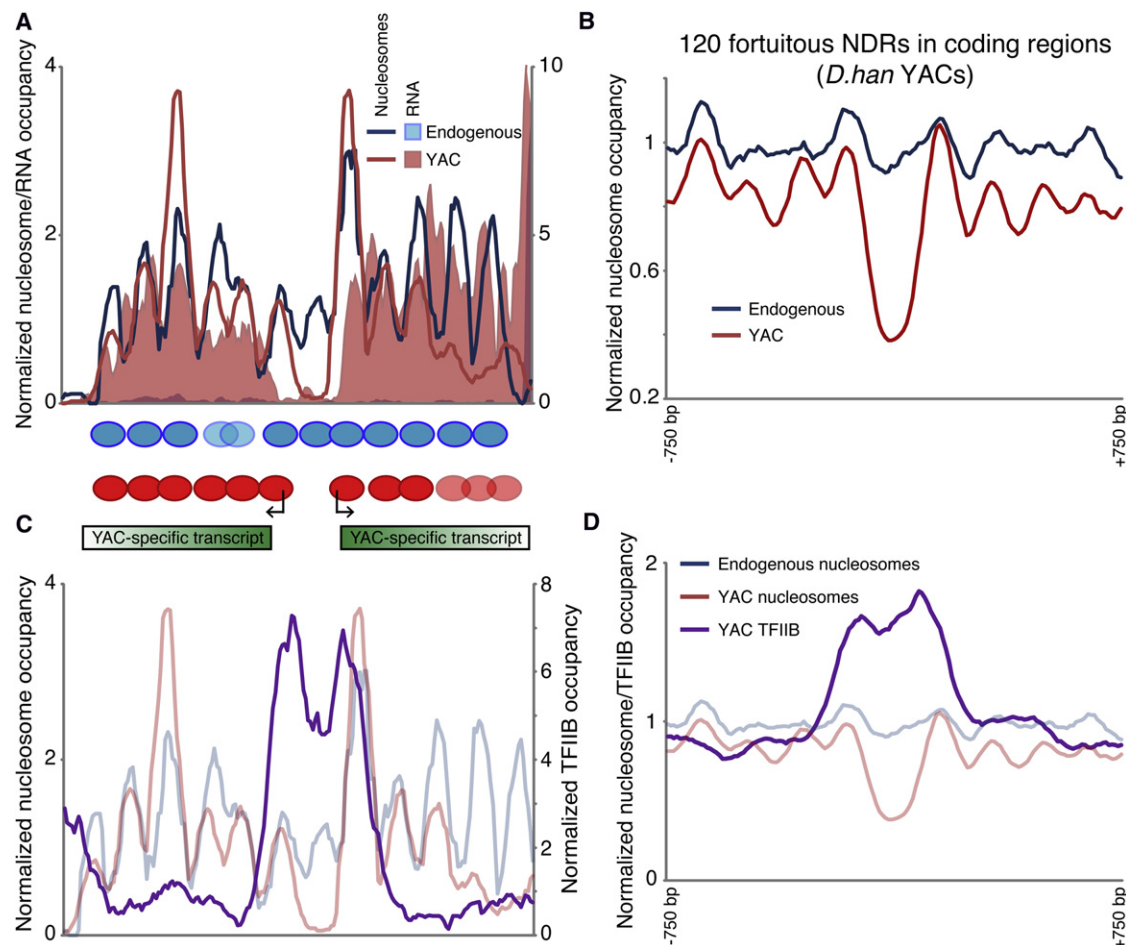 A
Normalized nucleosome/RNA occupancy
4
2
0
10
5
0
Nucleosomes
RNA
Endogenous
YAC
YAC-specific transcript
YAC-specific transcript
B
120 fortuitous NDRs in coding regions
(D.han YACs)
Normalized nucleosome occupancy
1
0.6
0.2
Endogenous
YAC
-750 bp
+750 bp
C
Normalized nucleosome occupancy
4
2
0
8
6
4
2
0
Normalized TFIIB occupancy
D
Normalized nucleosome/TFIIB occupancy
2
1
0
Endogenous nucleosomes
YAC nucleosomes
YAC TFIIB
-750 bp
+750 bp